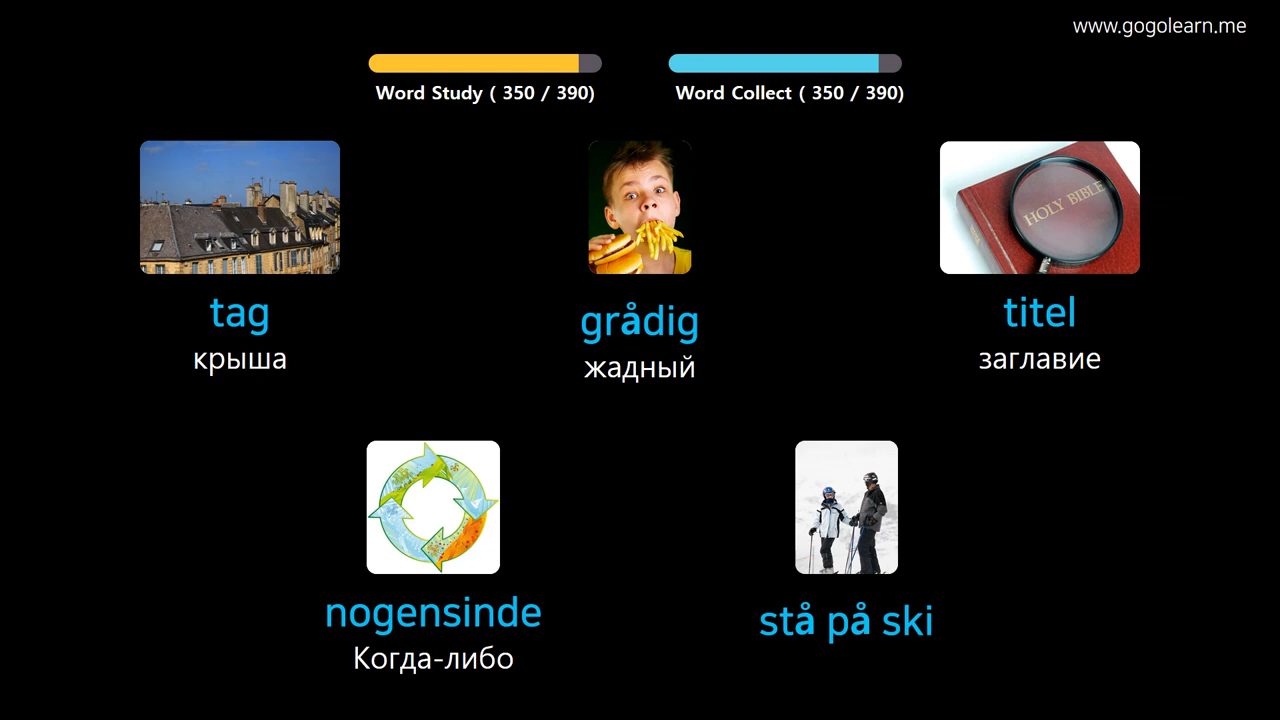 www.gogolearn.me
Word Study ( 350 / 390)
Word Collect ( 350 / 390)
HOLY BIBLE
tag
крыша
grådig
жадный
titel
заглавие
nogensinde
Когда-либо
stå på ski